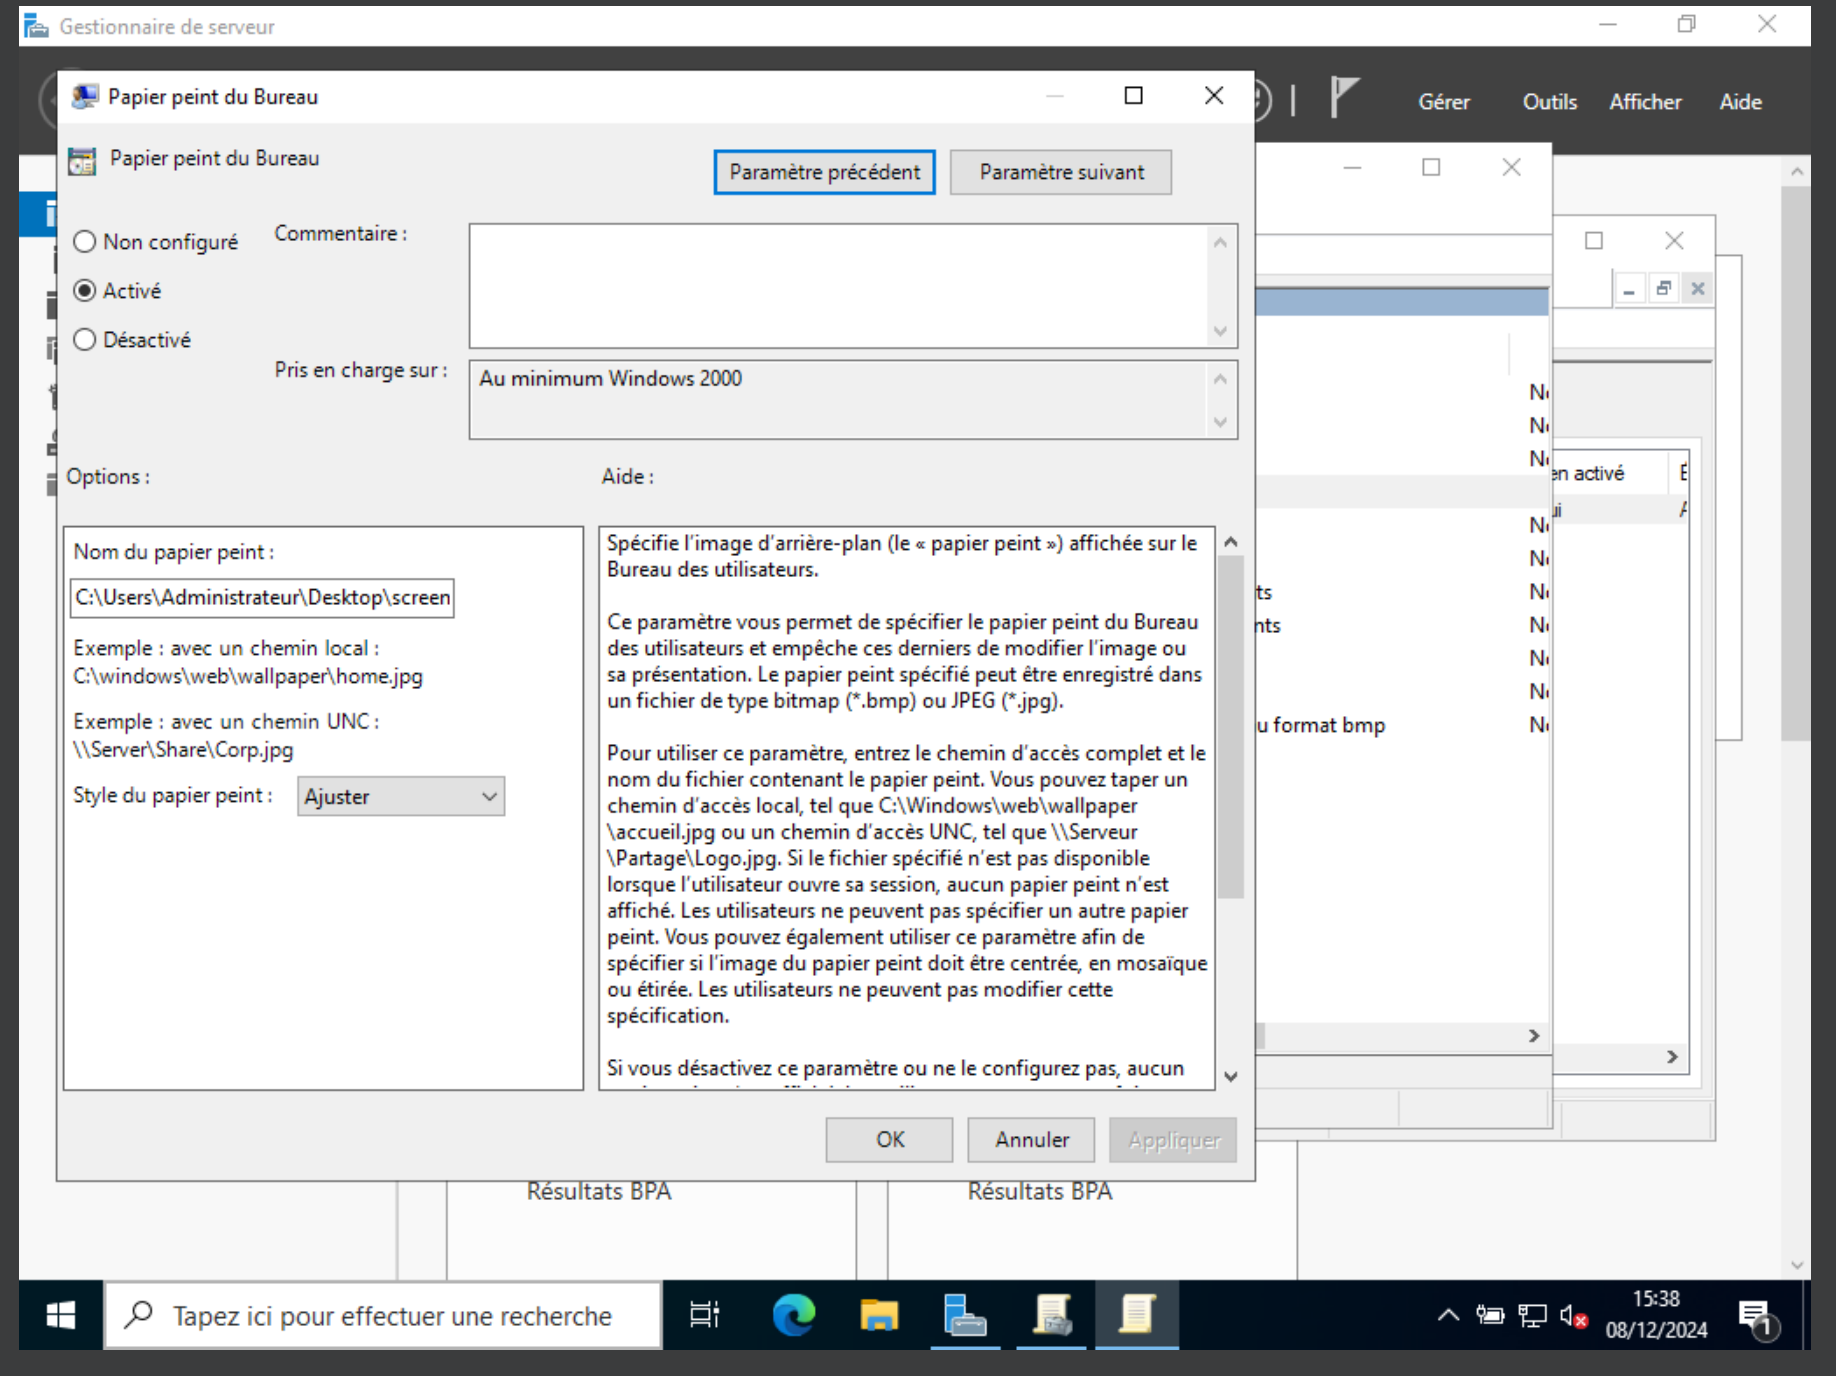 Gestionnaire de serveur
Gérer Outils Afficher Aide
Papier peint du Bureau
Papier peint du Bureau
Paramètre précédent
Paramètre suivant
Non configuré
Activé
Désactivé
Commentaire :
Pris en charge sur :
Au minimum Windows 2000
Options :
Aide :
Nom du papier peint :
C:\Users\Administrateur\Desktop\screen
Exemple : avec un chemin local :
C:\windows\web\wallpaper\home.jpg
Exemple : avec un chemin UNC :
\\Server\Share\Corp.jpg
Style du papier peint :
Ajuster
Spécifie l'image d'arrière-plan (le « papier peint ») affichée sur le
Bureau des utilisateurs.
Ce paramètre vous permet de spécifier le papier peint du Bureau
des utilisateurs et empêche ces derniers de modifier l'image ou
sa présentation. Le papier peint spécifié peut être enregistré dans
un fichier de type bitmap (*.bmp) ou JPEG (*.jpg).
Pour utiliser ce paramètre, entrez le chemin d'accès complet et le
nom du fichier contenant le papier peint. Vous pouvez taper un
chemin d'accès local, tel que C:\Windows\web\wallpaper
\accueil.jpg ou un chemin d'accès UNC, tel que \\Serveur
\Partage\Logo.jpg. Si le fichier spécifié n'est pas disponible
lorsque l'utilisateur ouvre sa session, aucun papier peint n'est
affiché. Les utilisateurs ne peuvent pas spécifier un autre papier
peint. Vous pouvez également utiliser ce paramètre afin de
spécifier si l'image du papier peint doit être centrée, en mosaïque
ou étirée. Les utilisateurs ne peuvent pas modifier cette
spécification.
Si vous désactivez ce paramètre ou ne le configurez pas, aucun
OK
Annuler
Appliquer
en activé
ts
nts
u format bmp
Résultats BPA
Résultats BPA
Tapez ici pour effectuer une recherche
15:38
08/12/2024
1